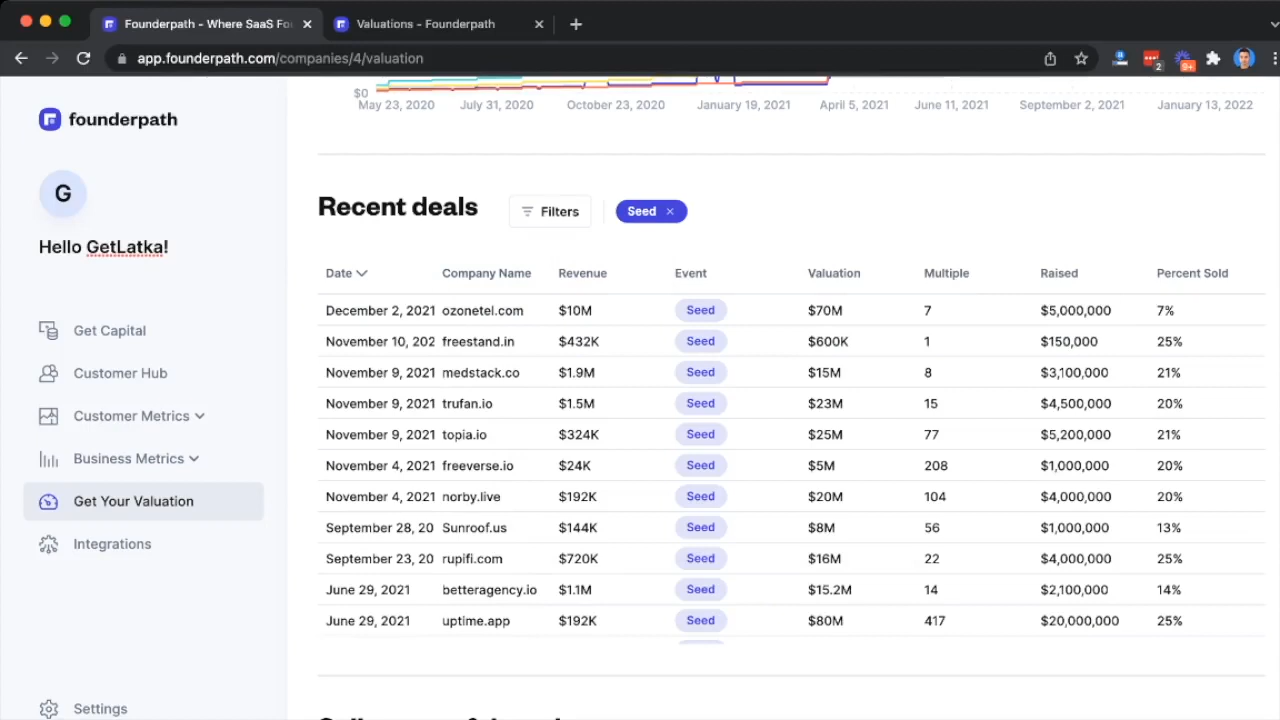 Founderpath - Where SaaS Fo
Valuations - Founderpath
app.founderpath.com/companies/4/valuation
2
9+
founderpath
G
Hello GetLatka!
Get Capital
Customer Hub
Customer Metrics
Business Metrics
Get Your Valuation
Integrations
Settings
$0
May 23, 2020 July 31, 2020 October 23, 2020 January 19, 2021 April 5, 2021 June 11, 2021 September 2, 2021 January 13, 2022
Recent deals Filters Seed ×
Date Company Name Revenue Event Valuation Multiple Raised Percent Sold
December 2, 2021 ozonetel.com $10M Seed $70M 7 $5,000,000 7%
November 10, 202 freestand.in $432K Seed $600K 1 $150,000 25%
November 9, 2021 medstack.co $1.9M Seed $15M 8 $3,100,000 21%
November 9, 2021 trufan.io $1.5M Seed $23M 15 $4,500,000 20%
November 9, 2021 topia.io $324K Seed $25M 77 $5,200,000 21%
November 4, 2021 freeverse.io $24K Seed $5M 208 $1,000,000 20%
November 4, 2021 norby.live $192K Seed $20M 104 $4,000,000 20%
September 28, 20 Sunroof.us $144K Seed $8M 56 $1,000,000 13%
September 23, 20 rupifi.com $720K Seed $16M 22 $4,000,000 25%
June 29, 2021 betteragency.io $1.1M Seed $15.2M 14 $2,100,000 14%
June 29, 2021 uptime.app $192K Seed $80M 417 $20,000,000 25%